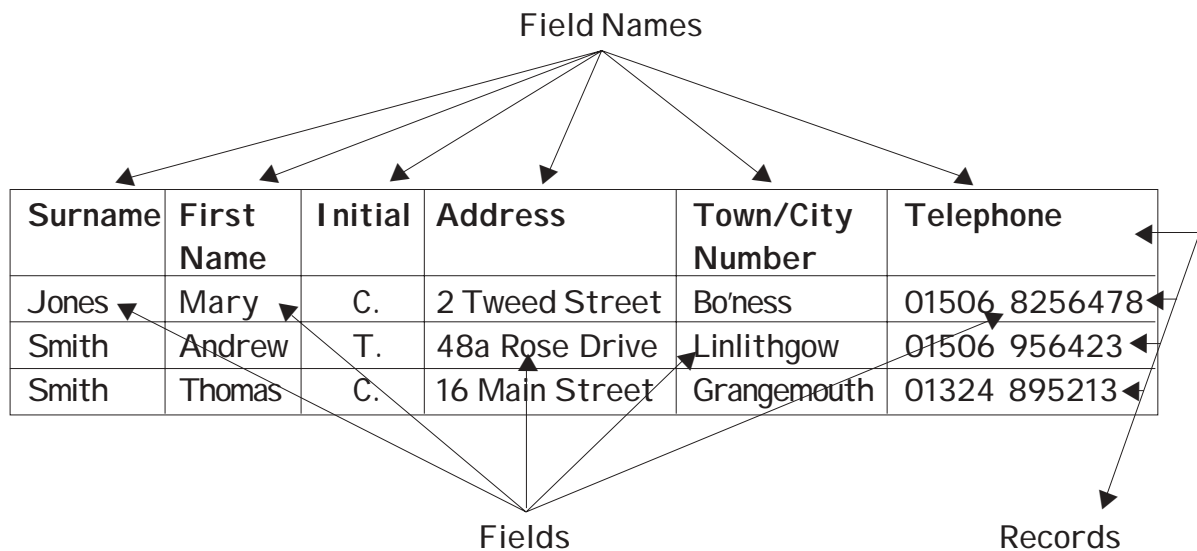 Field Names
Surname First Initial Address Town/City Telephone
Name Number
Jones Mary C. 2 Tweed Street Bo'ness 01506 8256478
Smith Andrew T. 48a Rose Drive Linlithgow 01506 956423
Smith Thomas C. 16 Main Street Grangemouth 01324 895213
Fields Records